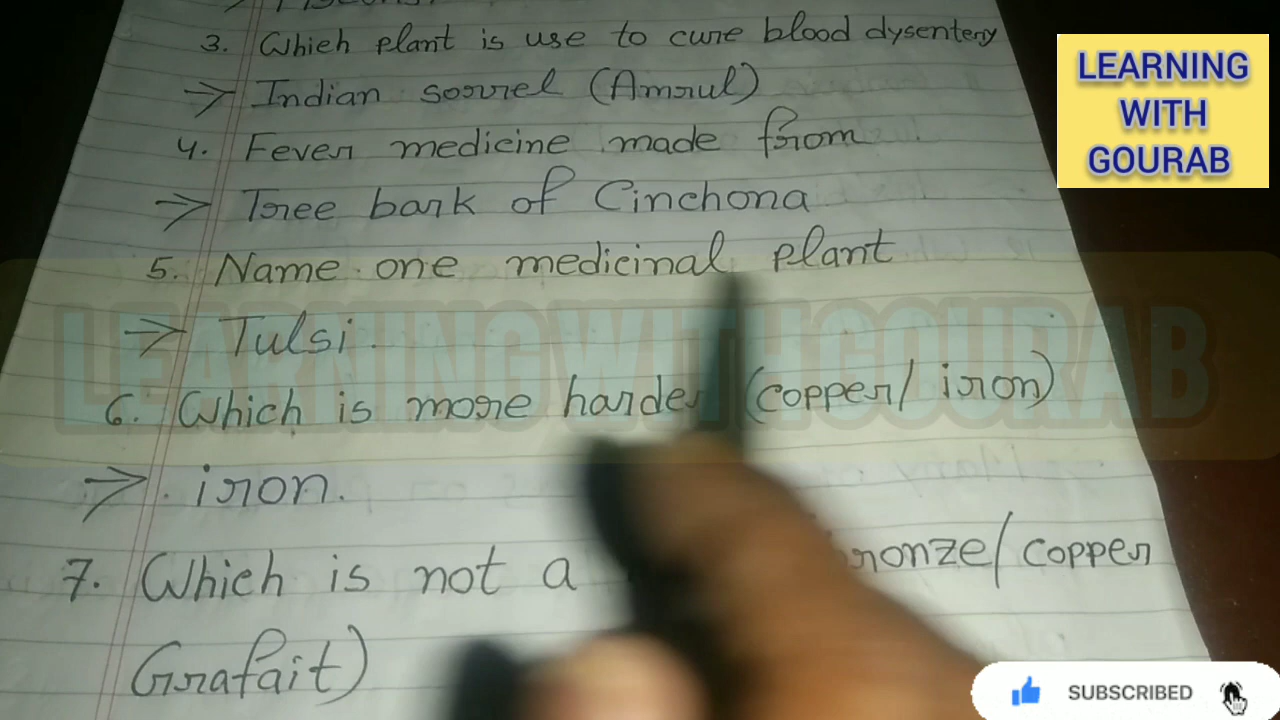 3. Which plant is use to cure blood dysentery
→ Indian sorrel (Amrul)
4. Fever medicine made from
→ Tree bark of Cinchona
5. Name one medicinal plant
→ Tulsi.
6. Which is more harder (copper/iron)
→ iron.
7. Which is not a ronze/copper
Grafait)
LEARNING
WITH
GOURAB
LEARNINGWITHGOURAB
SUBSCRIBED